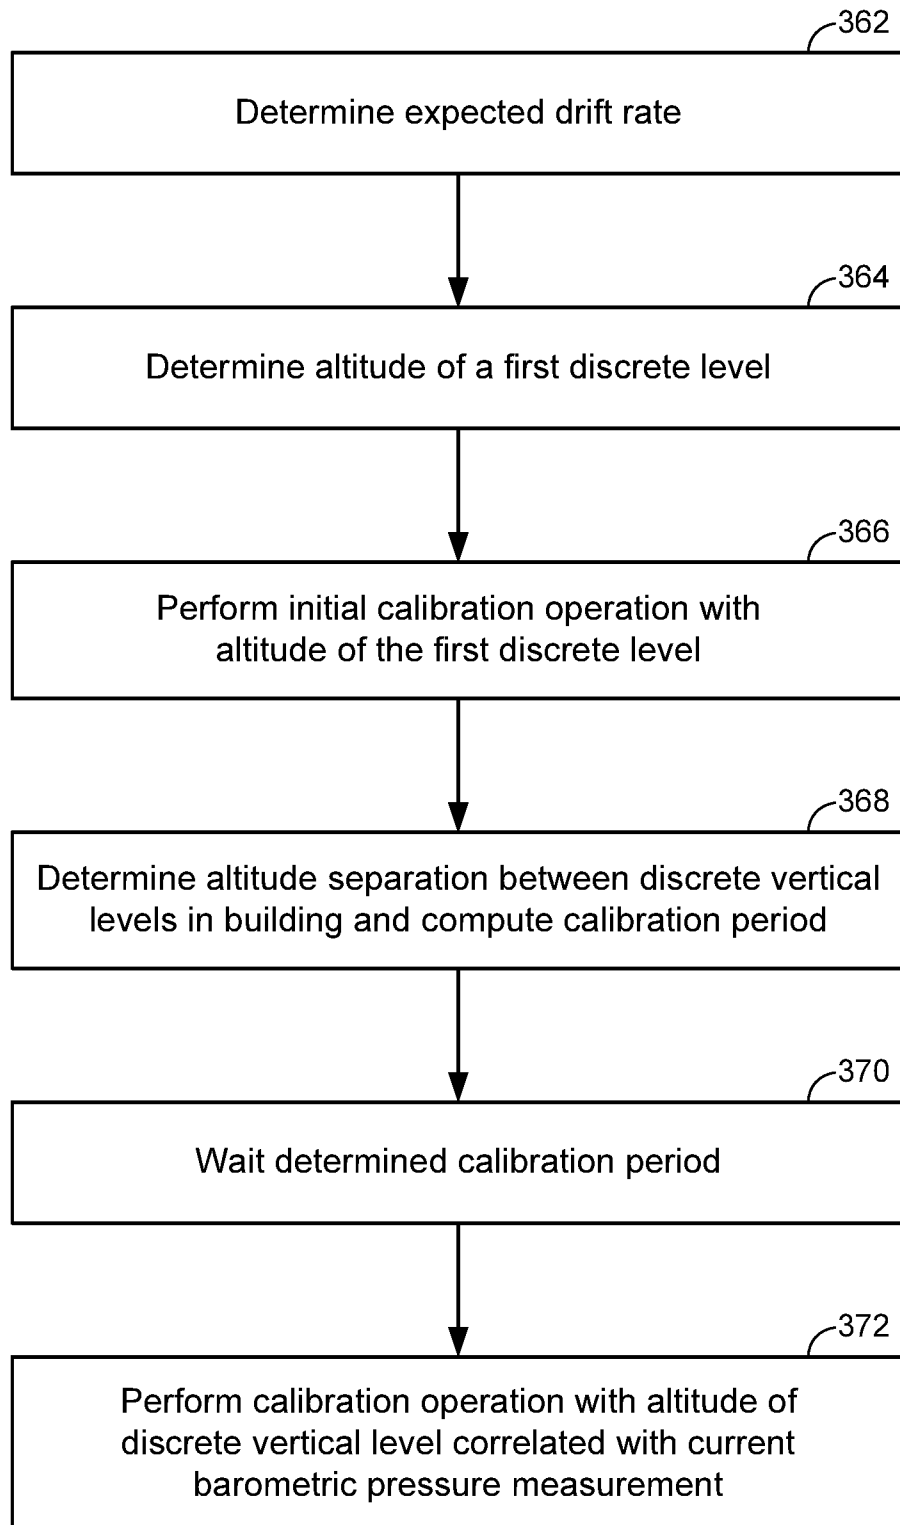 362
Determine expected drift rate
364
Determine altitude of a first discrete level
366
Perform initial calibration operation with
altitude of the first discrete level
368
Determine altitude separation between discrete vertical
levels in building and compute calibration period
370
Wait determined calibration period
372
Perform calibration operation with altitude of
discrete vertical level correlated with current
barometric pressure measurement